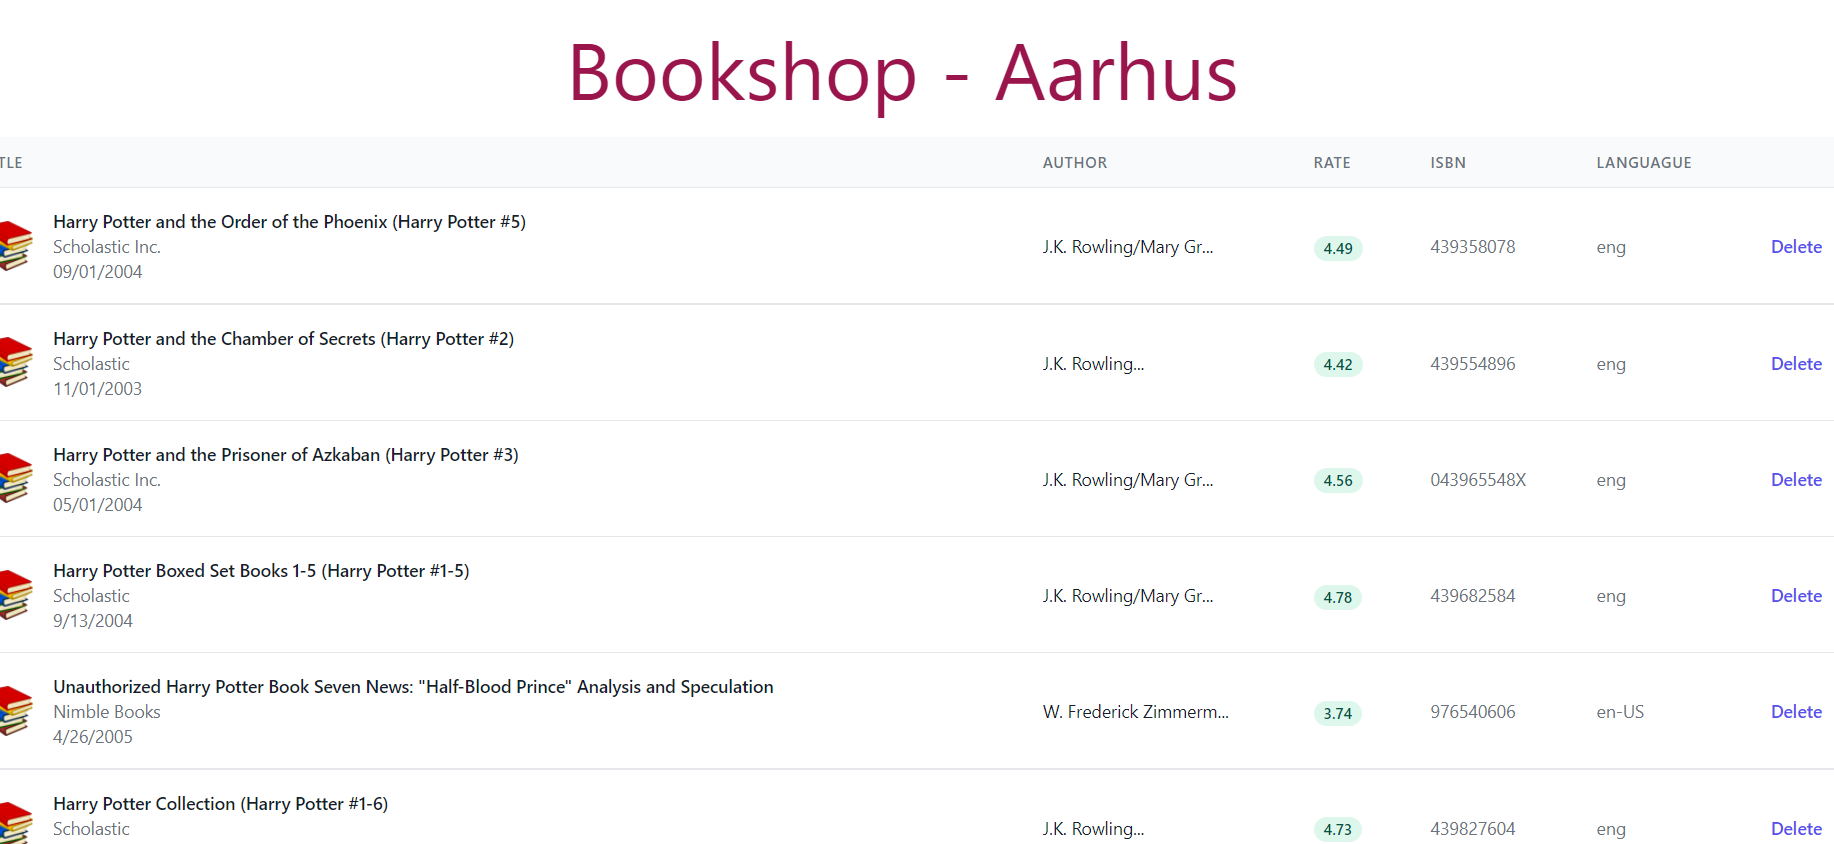 Bookshop - Aarhus
TLE AUTHOR RATE ISBN LANGUAGUE
Harry Potter and the Order of the Phoenix (Harry Potter #5)
Scholastic Inc. J.K. Rowling/Mary Gr... 4.49 439358078 eng Delete
09/01/2004
Harry Potter and the Chamber of Secrets (Harry Potter #2)
Scholastic J.K. Rowling... 4.42 439554896 eng Delete
11/01/2003
Harry Potter and the Prisoner of Azkaban (Harry Potter #3)
Scholastic Inc. J.K. Rowling/Mary Gr... 4.56 043965548X eng Delete
05/01/2004
Harry Potter Boxed Set Books 1-5 (Harry Potter #1-5)
Scholastic J.K. Rowling/Mary Gr... 4.78 439682584 eng Delete
9/13/2004
Unauthorized Harry Potter Book Seven News: "Half-Blood Prince" Analysis and Speculation
Nimble Books W. Frederick Zimmerm... 3.74 976540606 en-US Delete
4/26/2005
Harry Potter Collection (Harry Potter #1-6)
Scholastic J.K. Rowling... 4.73 439827604 eng Delete